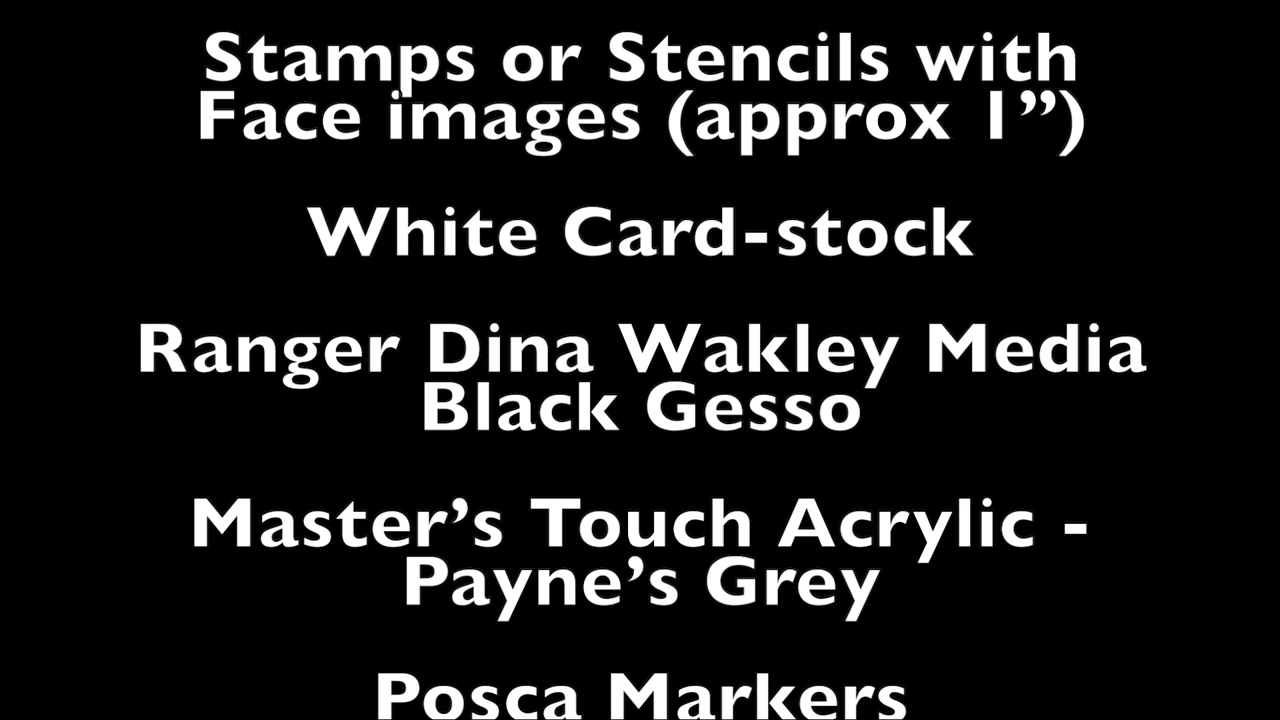 Stamps or Stencils with
Face images (approx 1”)
White Card-stock
Ranger Dina Wakley Media
Black Gesso
Master’s Touch Acrylic -
Payne’s Grey
Posca Markers